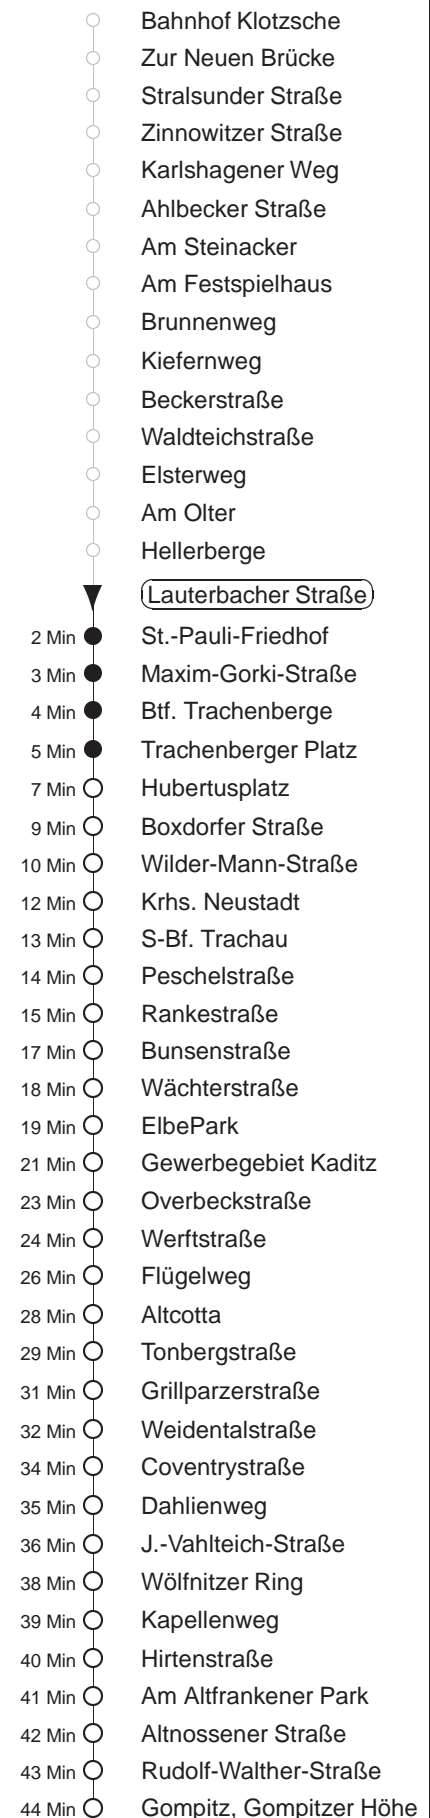 Bahnhof Klotzsche
Zur Neuen Brücke
Stralsunder Straße
Zinnowitzer Straße
Karlshagener Weg
Ahlbecker Straße
Am Steinacker
Am Festspielhaus
Brunnenweg
Kiefernweg
Beckerstraße
Waldteichstraße
Elsterweg
Am Olter
Hellerberge
Lauterbacher Straße
2 Min St.-Pauli-Friedhof
3 Min Maxim-Gorki-Straße
4 Min Btf. Trachenberge
5 Min Trachenberger Platz
7 Min Hubertusplatz
9 Min Boxdorfer Straße
10 Min Wilder-Mann-Straße
12 Min Krhs. Neustadt
13 Min S-Bf. Trachau
14 Min Peschelstraße
15 Min Rankestraße
17 Min Bunsenstraße
18 Min Wächterstraße
19 Min ElbePark
21 Min Gewerbegebiet Kaditz
23 Min Overbeckstraße
24 Min Werftstraße
26 Min Flügelweg
28 Min Altcotta
29 Min Tonbergstraße
31 Min Grillparzerstraße
32 Min Weidentalstraße
34 Min Coventrystraße
35 Min Dahlienweg
36 Min J.-Vahlteich-Straße
38 Min Wölfnitzer Ring
39 Min Kapellenweg
40 Min Hirtenstraße
41 Min Am Altfrankener Park
42 Min Altnossener Straße
43 Min Rudolf-Walther-Straße
44 Min Gompitz, Gompitzer Höhe